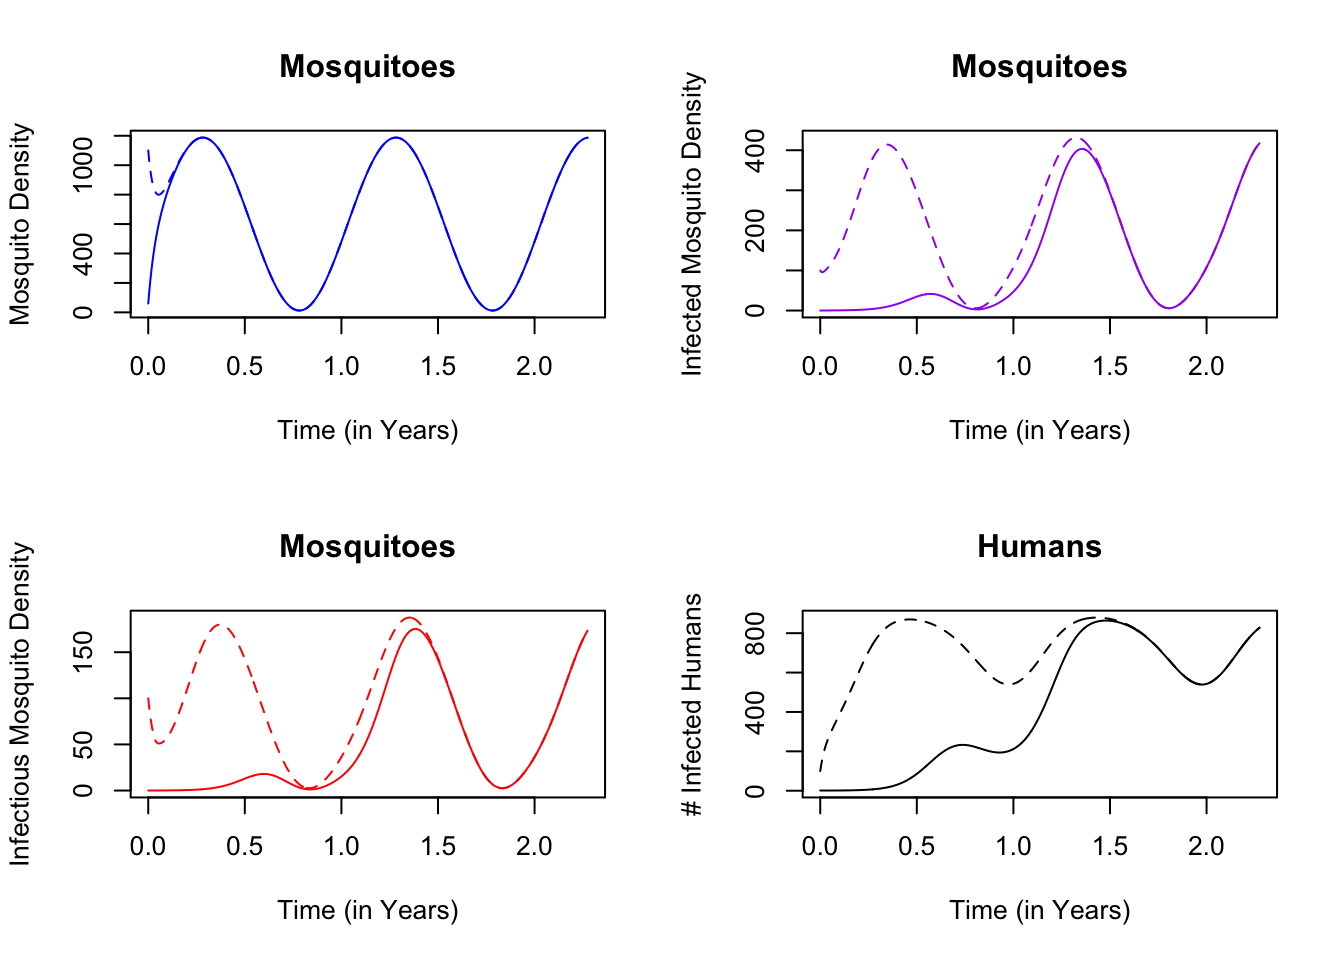 Mosquitoes
Mosquito Density
0
400
1000
0.0 0.5 1.0 1.5 2.0
Time (in Years)
Mosquitoes
Infected Mosquito Density
0
200
400
0.0 0.5 1.0 1.5 2.0
Time (in Years)
Mosquitoes
Infectious Mosquito Density
0
50
150
0.0 0.5 1.0 1.5 2.0
Time (in Years)
Humans
# Infected Humans
0
400
800
0.0 0.5 1.0 1.5 2.0
Time (in Years)